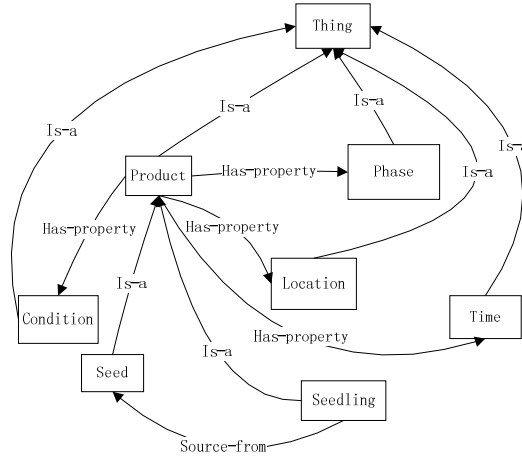 Thing
Is-a
Is-a
Is-a
Is-a
Product
Has-property
Phase
Is-a
Has-property
Has-property
Is-a
Location
Condition
Time
Has-property
Is-a
Seed
Seedling
Source-from